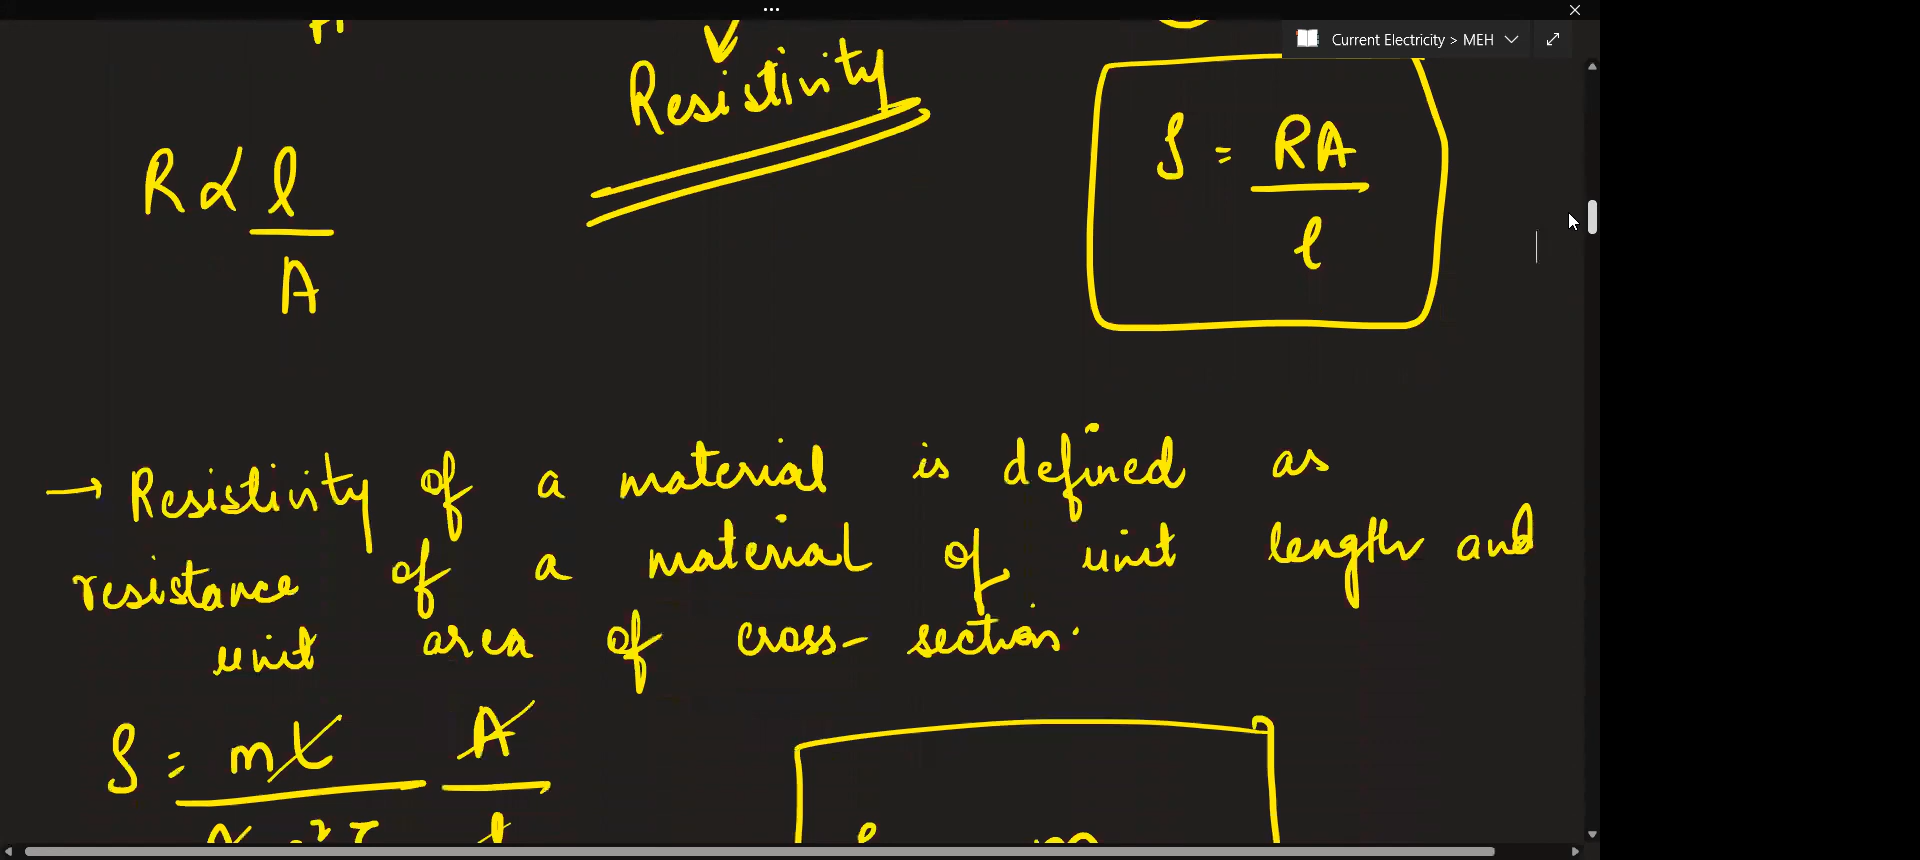 Current Electricity > MEH
Resistivity
R ∝ l
A
ρ = RA
l
→ Resistivity of a material is defined as
resistance of a material of unit length and
unit area of cross-section.
ρ = ml A